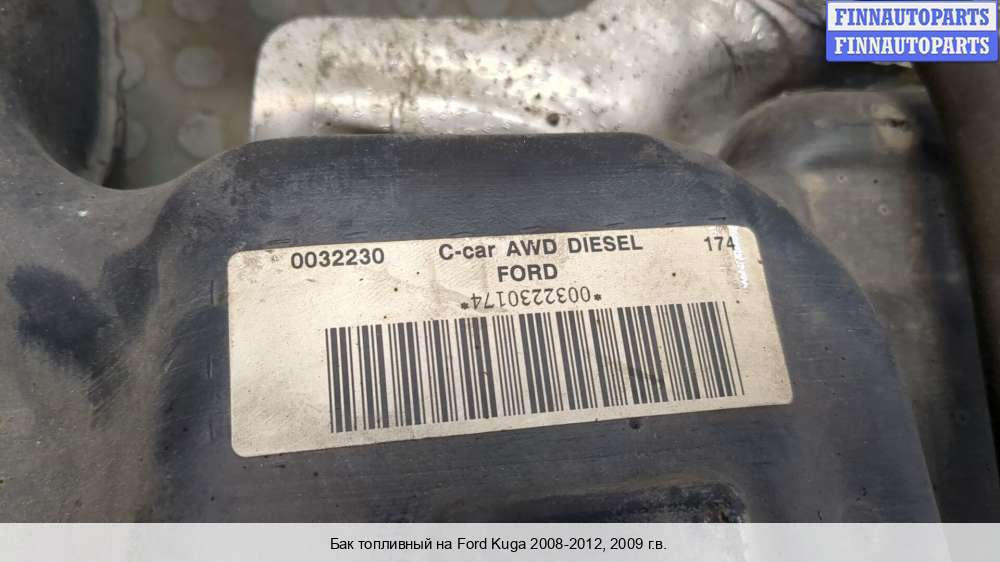 FINNAUTOPARTS
FINNAUTOPARTS
0032230 C-car AWD DIESEL 174
FORD
*0032230174*
Бак топливный на Ford Kuga 2008-2012, 2009 г.в.